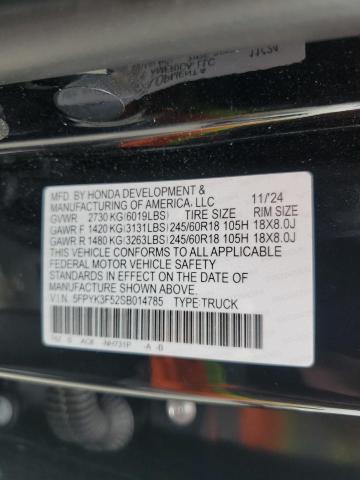 MFD BY HONDA DEVELOPMENT &
MANUFACTURING OF AMERICA, LLC 11/'24
GVWR 2730 KG(6019LBS) TIRE SIZE RIM SIZE
GAWR F 1420 KG(3131LBS) 245/60R18 105H 18X8.0J
GAWR R 1480 KG(3263LBS) 245/60R18 105H 18X8.0J
THIS VEHICLE CONFORMS TO ALL APPLICABLE
FEDERAL MOTOR VEHICLE SAFETY
STANDARDS IN EFFECT ON THE DATE OF
MANUFACTURE SHOWN ABOVE.
V.I.N. 5FPYK3F52SB014785 TYPE TRUCK
NH731P -A -B